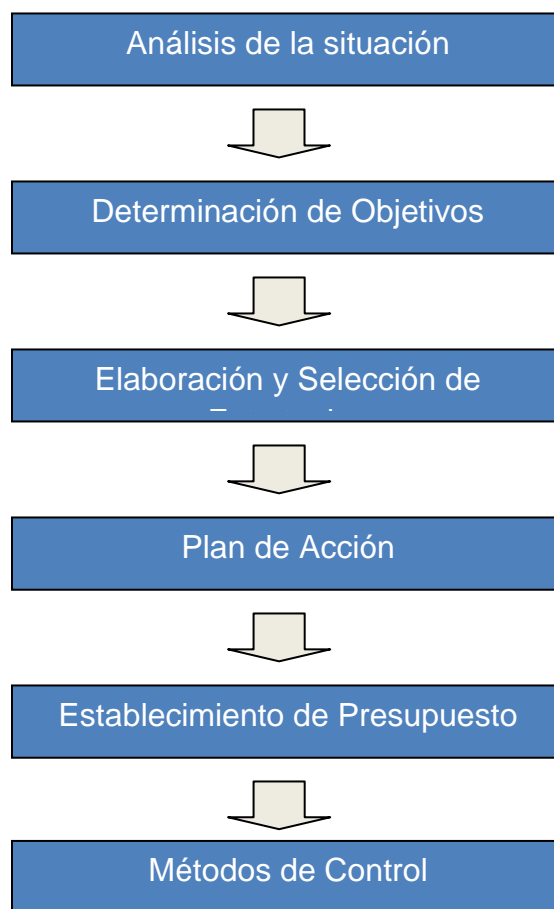 Análisis de la situación
Determinación de Objetivos
Elaboración y Selección de
Plan de Acción
Establecimiento de Presupuesto
Métodos de Control